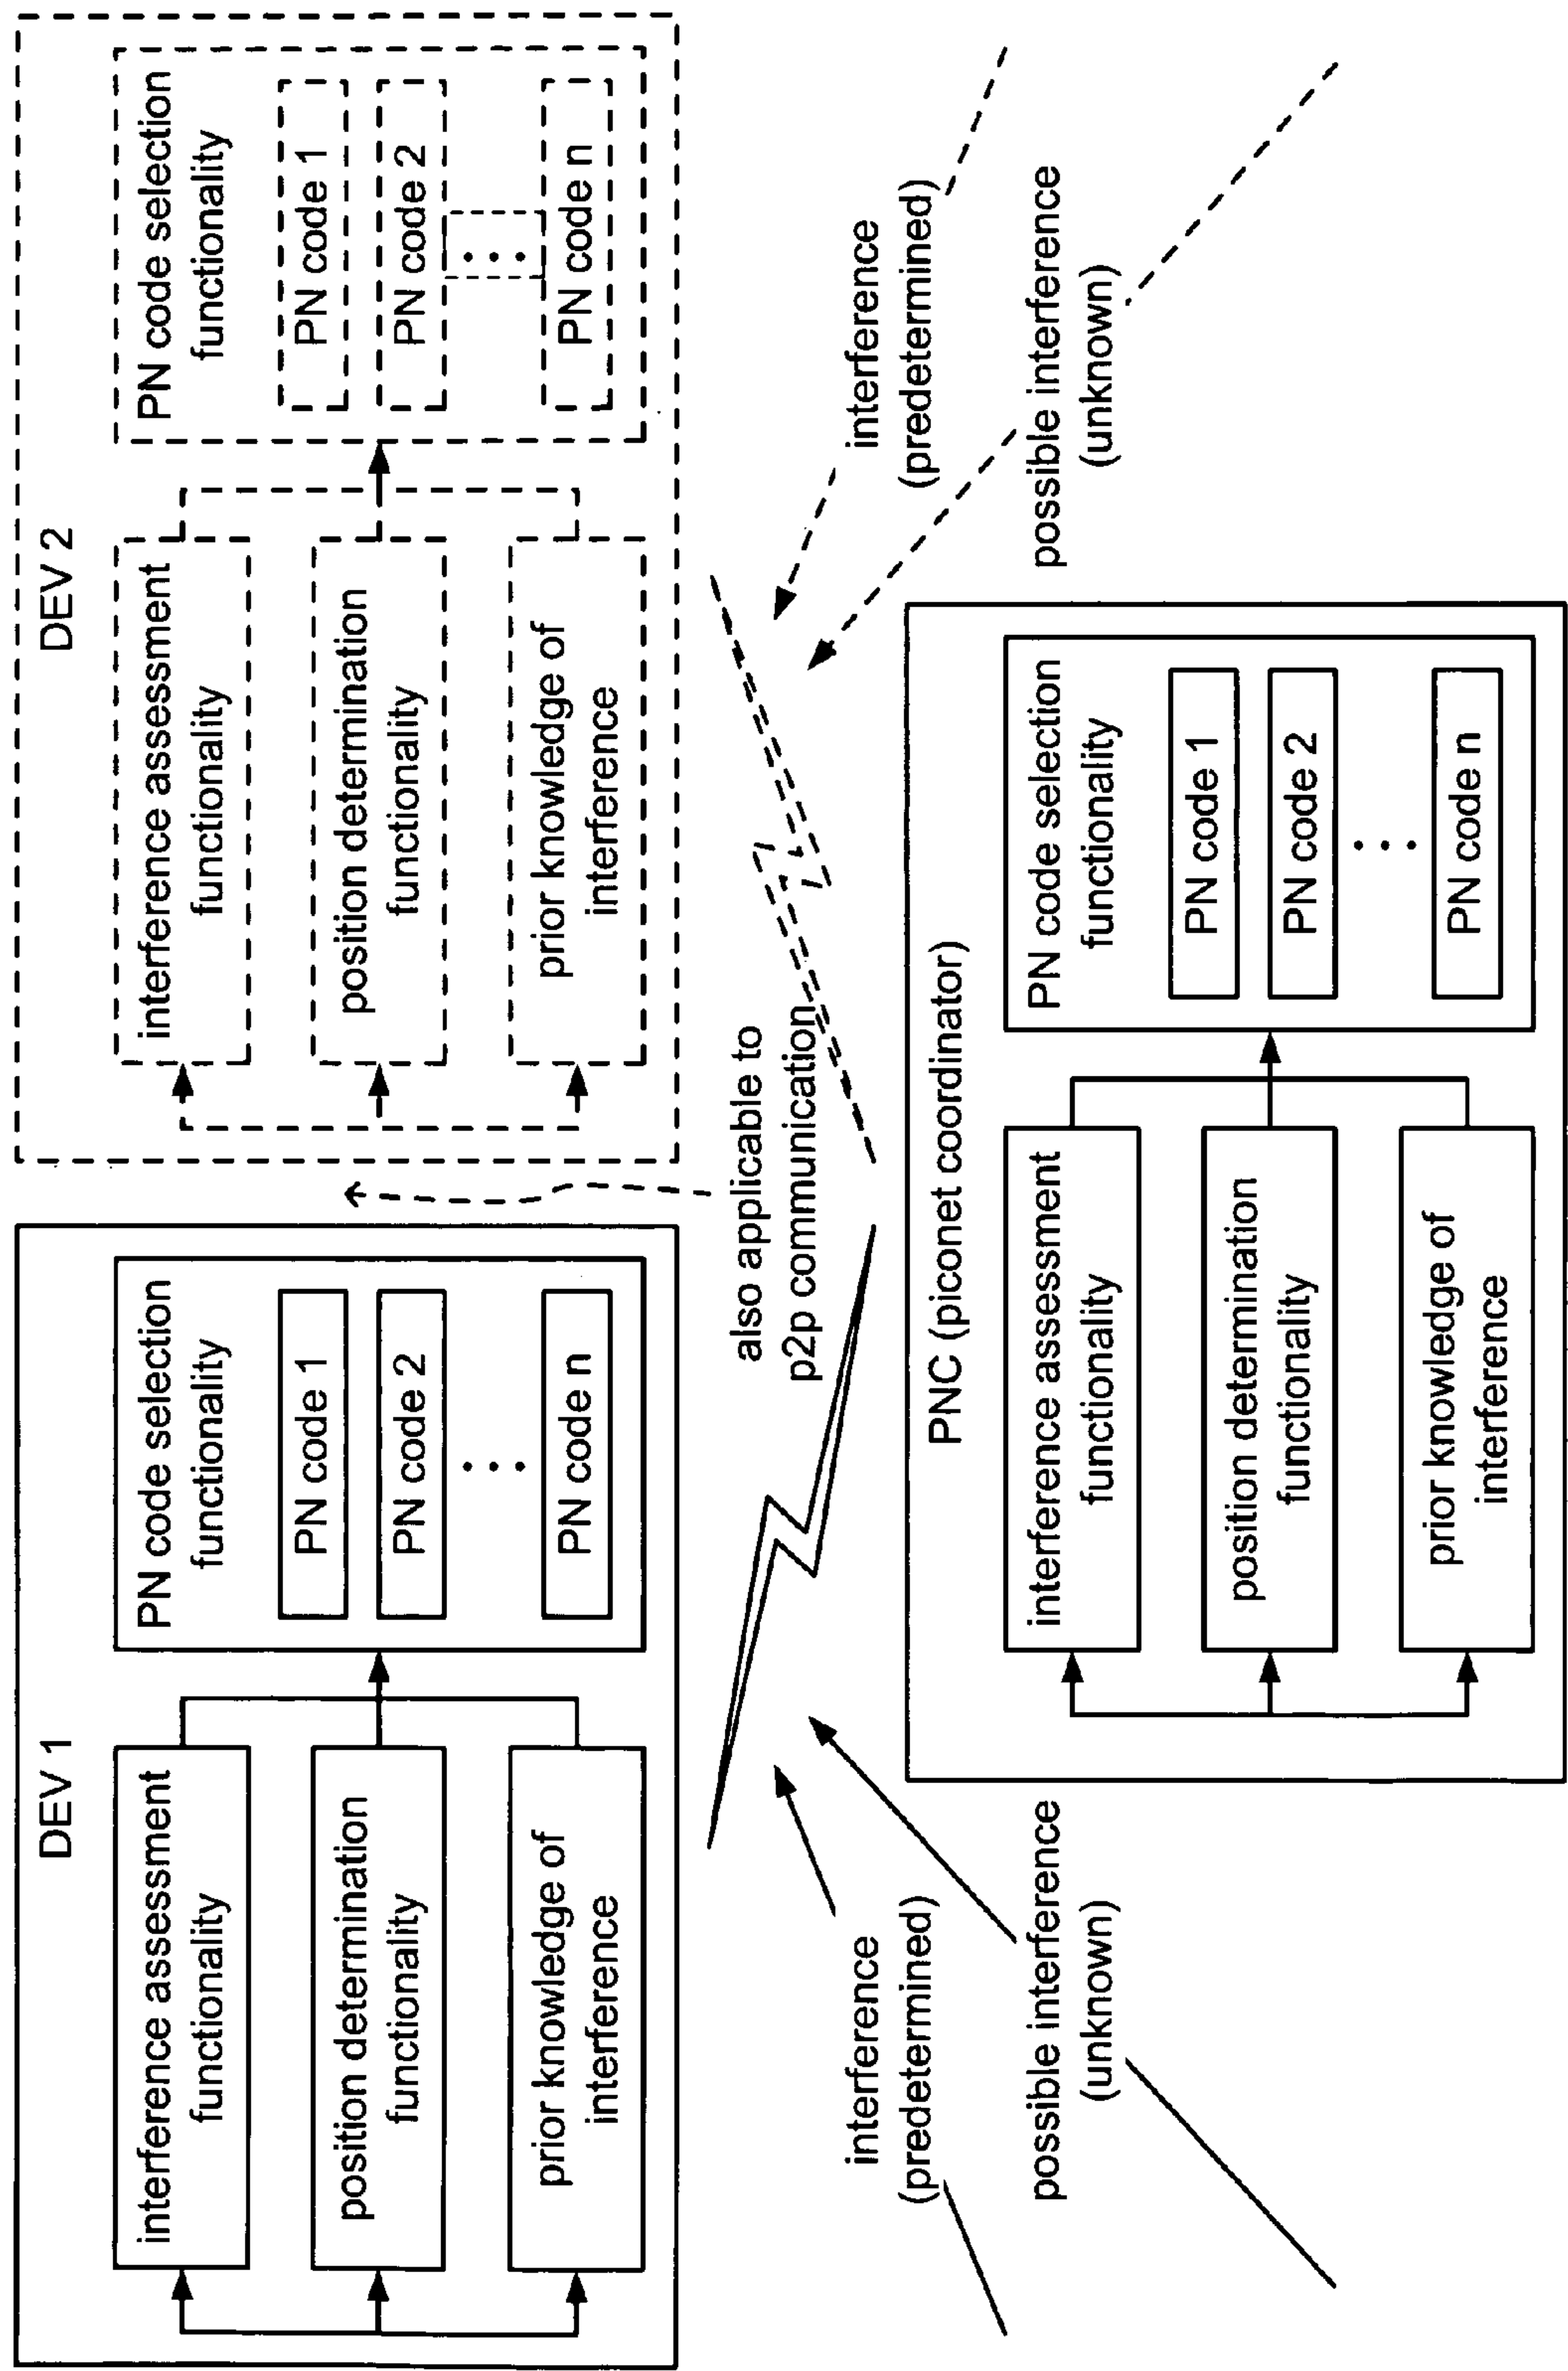 DEV 1
interference assessment
functionality
position determination
functionality
prior knowledge of
interference
PN code selection
functionality
PN code 1
PN code 2
...
PN code n
DEV 2
interference assessment
functionality
position determination
functionality
prior knowledge of
interference
PN code selection
functionality
PN code 1
PN code 2
...
PN code n
also applicable to
p2p communication
interference
(predetermined)
possible interference
(unknown)
interference
(predetermined)
possible interference
(unknown)
PNC (piconet coordinator)
interference assessment
functionality
position determination
functionality
prior knowledge of
interference
PN code selection
functionality
PN code 1
PN code 2
...
PN code n